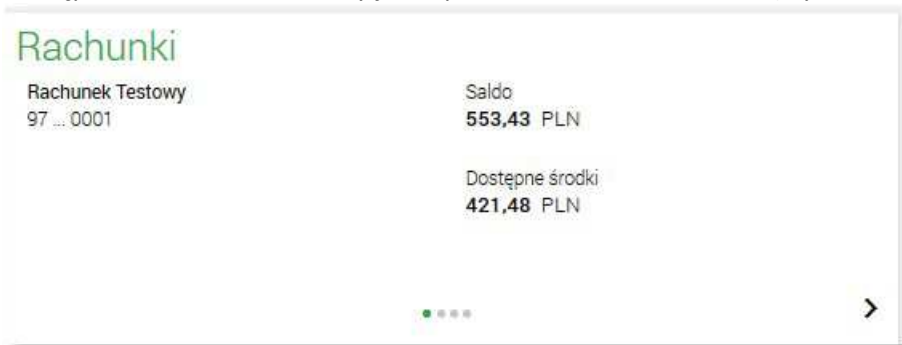 Rachunki
Rachunek Testowy
97 ... 0001
Saldo
553,43 PLN
Dostępne środki
421,48 PLN